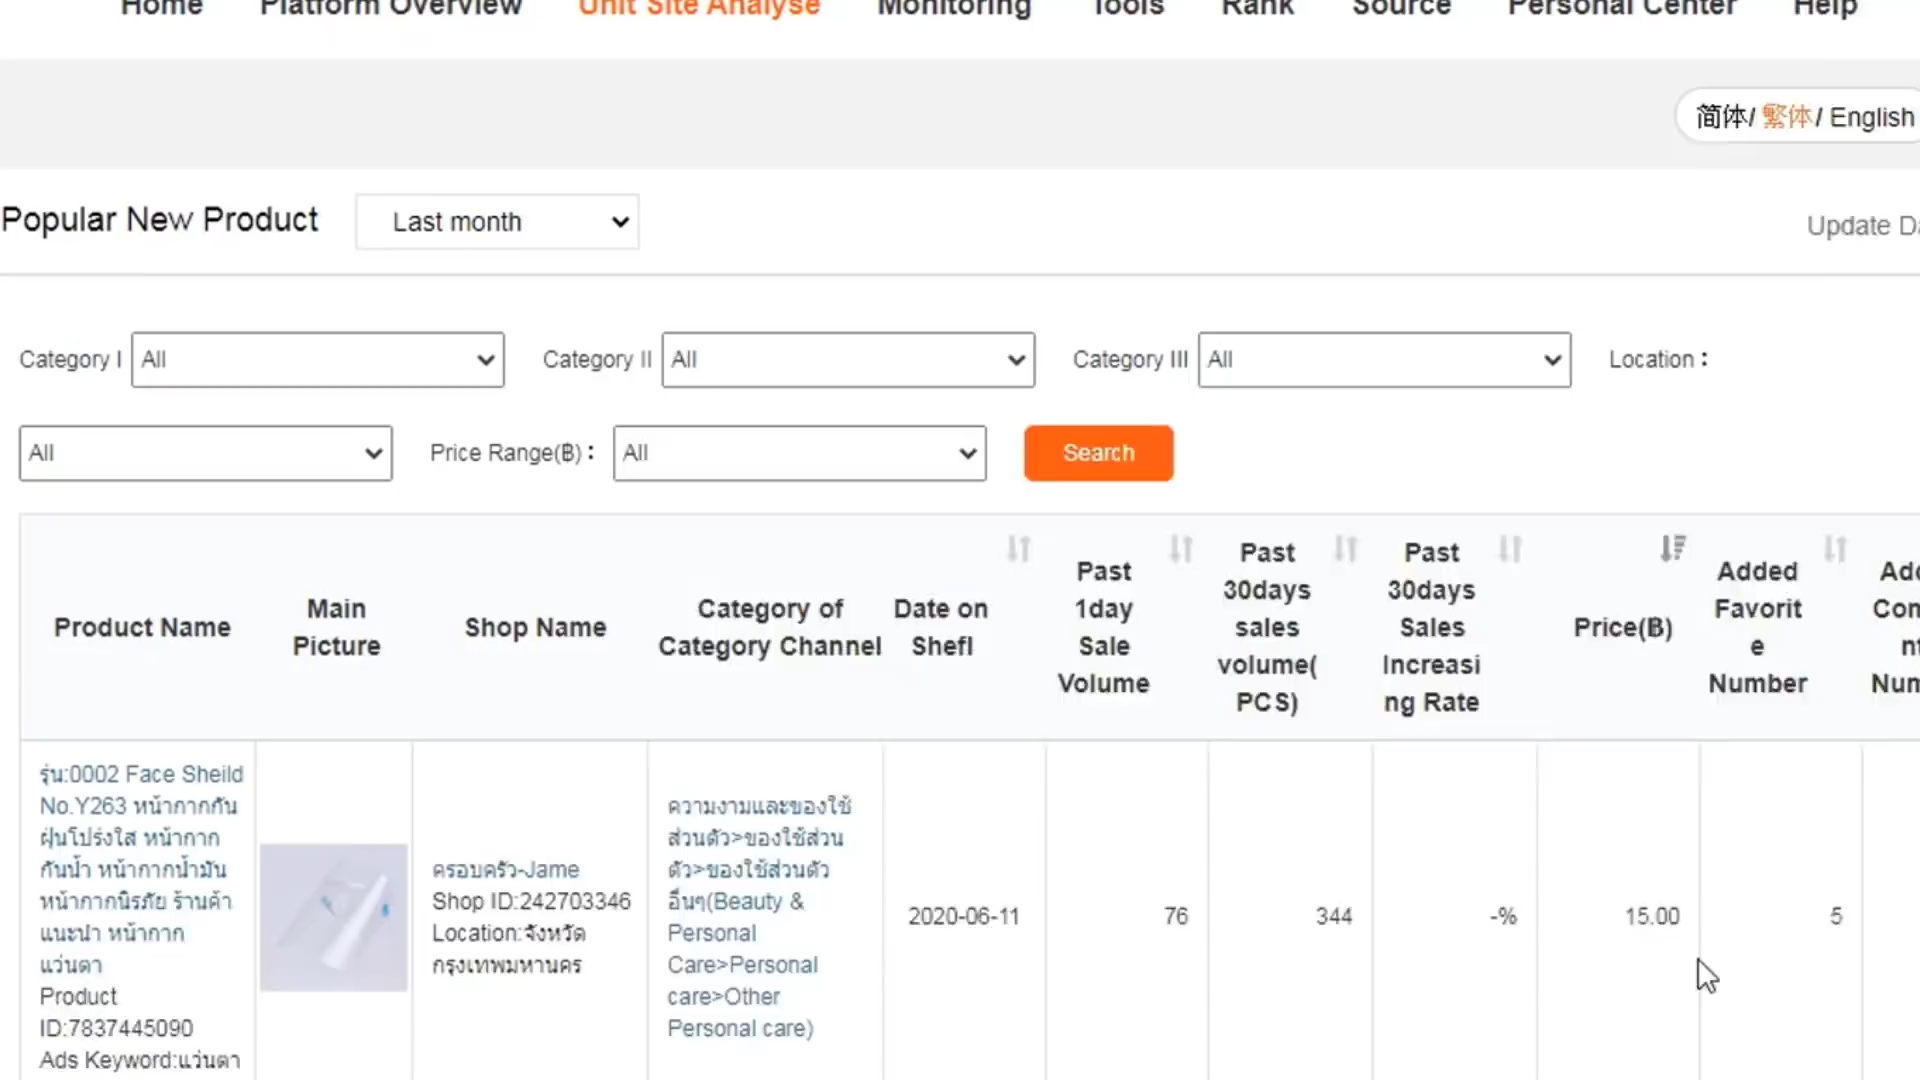 Home Platform Overview Unit Site Analyse Monitoring Tools Rank Source Personal Center Help
简体/ 繁体/ English
Popular New Product Last month Update Da
Category I All Category II All Category III All Location :
All Price Range(฿) : All Search
Product Name
Main
Picture
Shop Name
Category of
Category Channel
Date on
Shefl
Past
1day
Sale
Volume
Past
30days
sales
volume(
PCS)
Past
30days
Sales
Increasi
ng Rate
Price(B)
Added
Favorit
e
Number
Adde
Com
nt
Num
รุ่น:0002 Face Sheild
No.Y263 หน้ากากกัน
ฝุ่นโปร่งใส หน้ากาก
กันน้ำ หน้ากากน้ำมัน
หน้ากากนิรภัย ร้านค้า
แนะนำ หน้ากาก
แว่นตา
Product
ID:7837445090
Ads Keyword:แว่นตา
ครอบครัว-Jame
Shop ID:242703346
Location:จังหวัด
กรุงเทพมหานคร
ความงามและของใช้
ส่วนตัว>ของใช้ส่วน
ตัว>ของใช้ส่วนตัว
อื่นๆ(Beauty &
Personal
Care>Personal
care>Other
Personal care)
2020-06-11
76
344
-%
15.00
5